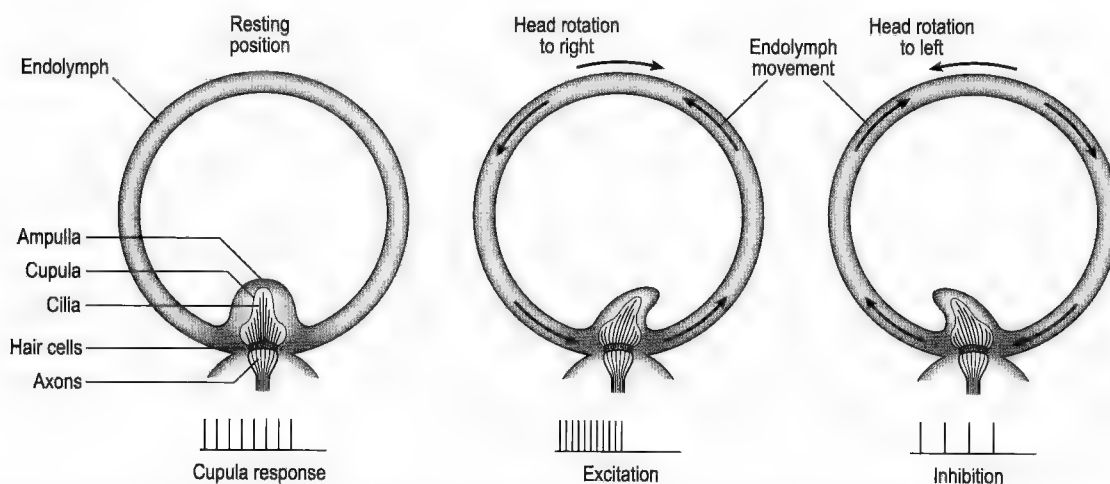 Resting
position
Endolymph
Head rotation
to right
Endolymph
movement
Head rotation
to left
Ampulla
Cupula
Cilia
Hair cells
Axons
Cupula response
Excitation
Inhibition